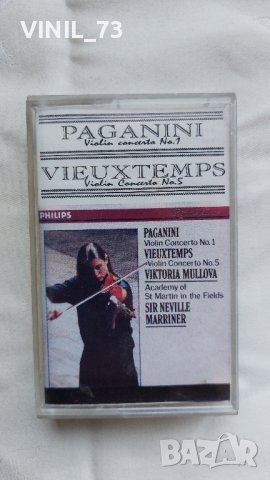 VINIL_73
PAGANINI
Violin concerto No.1
VIEUXTEMPS
Violin Concerto No.5
PHILIPS
PAGANINI
Violin Concerto No.1
VIEUXTEMPS
Violin Concerto No.5
VIKTORIA MULLOVA
Academy of
St Martin in the Fields
SIR NEVILLE
MARRINER
BAZAR